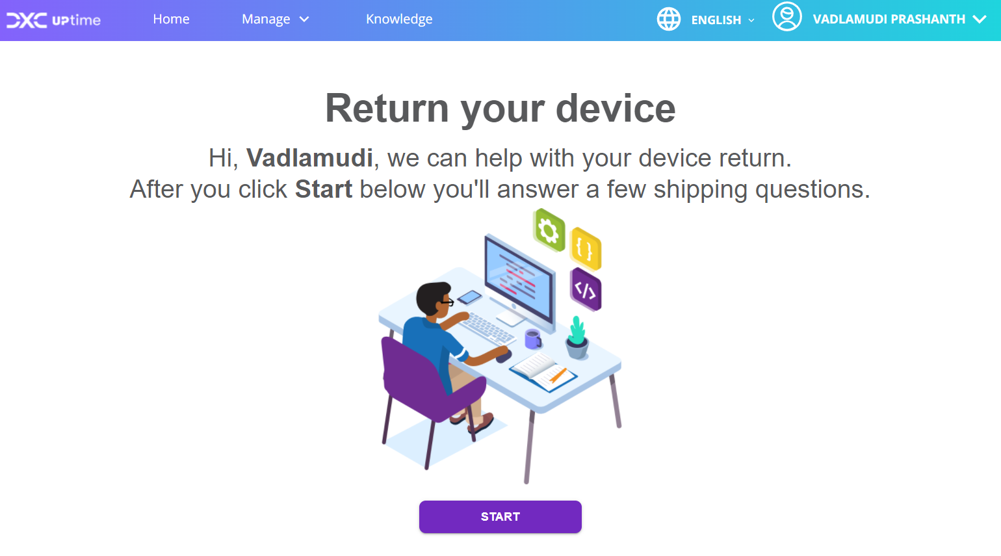 DXC UPtime Home Manage Knowledge ENGLISH VADLAMUDI PRASHANTH
Return your device
Hi, Vadlamudi, we can help with your device return.
After you click Start below you'll answer a few shipping questions.
{}
</>
START